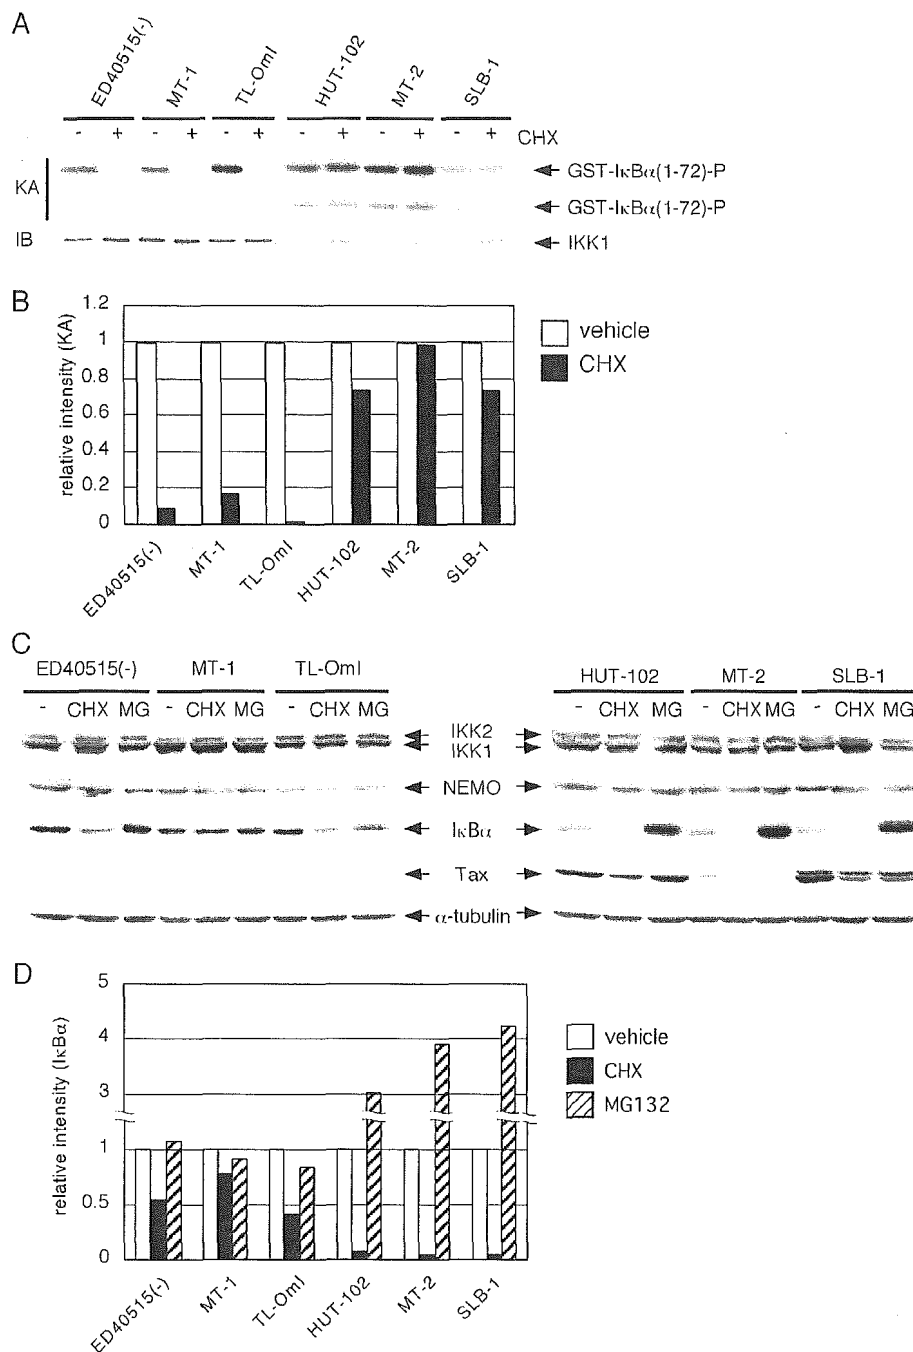 A
ED40515(-) MT-1 TL-OmI HUT-102 MT-2 SLB-1
- + - + - + - + - + - + CHX
KA
GST-IκBα(1-72)-P
GST-IκBα(1-72)-P
IB
IKK1
B
relative intensity (KA)
1.2
1
0.8
0.6
0.4
0.2
0
ED40515(-) MT-1 TL-OmI HUT-102 MT-2 SLB-1
vehicle
CHX
C
ED40515(-) MT-1 TL-OmI HUT-102 MT-2 SLB-1
- CHX MG - CHX MG - CHX MG - CHX MG - CHX MG - CHX MG
IKK2
IKK1
NEMO
IκBα
Tax
α-tubulin
D
relative intensity (IκBα)
5
4
3
1
0.5
0
ED40515(-) MT-1 TL-OmI HUT-102 MT-2 SLB-1
vehicle
CHX
MG132